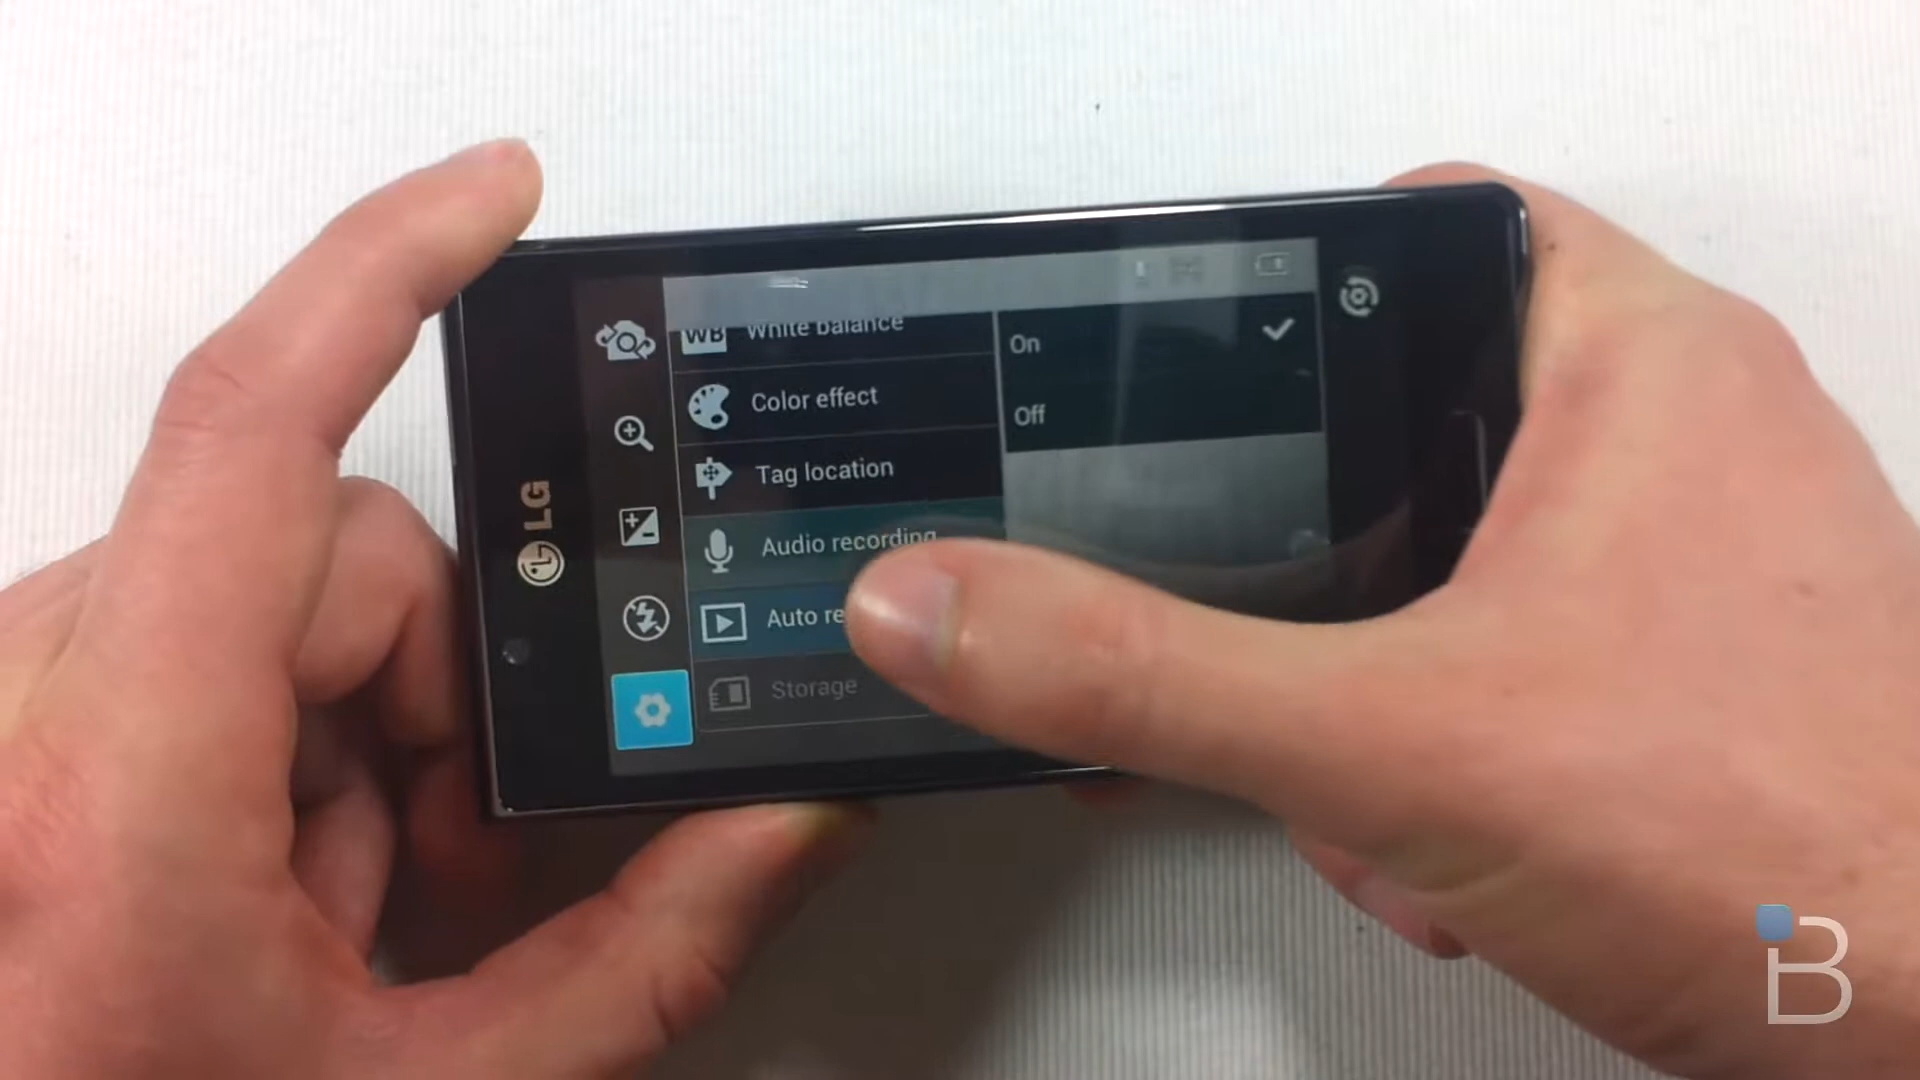 LG
WB White balance
Color effect
Tag location
Audio recording
Auto re
Storage
On
Off
B